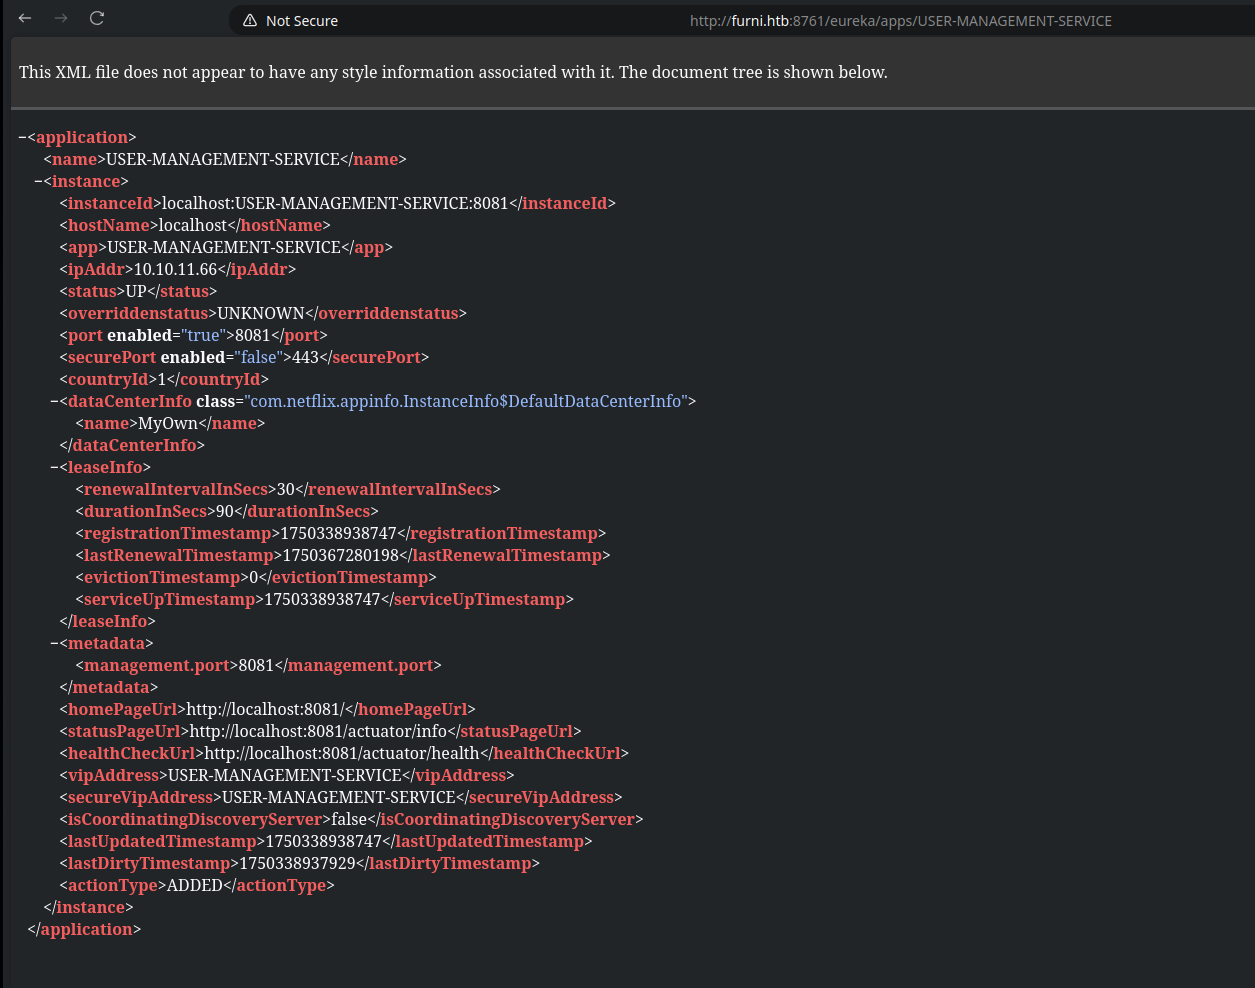 Not Secure
http://furni.htb:8761/eureka/apps/USER-MANAGEMENT-SERVICE
This XML file does not appear to have any style information associated with it. The document tree is shown below.
−<application>
<name>USER-MANAGEMENT-SERVICE</name>
−<instance>
<instanceId>localhost:USER-MANAGEMENT-SERVICE:8081</instanceId>
<hostName>localhost</hostName>
<app>USER-MANAGEMENT-SERVICE</app>
<ipAddr>10.10.11.66</ipAddr>
<status>UP</status>
<overriddenstatus>UNKNOWN</overriddenstatus>
<port enabled="true">8081</port>
<securePort enabled="false">443</securePort>
<countryId>1</countryId>
−<dataCenterInfo class="com.netflix.appinfo.InstanceInfo$DefaultDataCenterInfo">
<name>MyOwn</name>
</dataCenterInfo>
−<leaseInfo>
<renewalIntervalInSecs>30</renewalIntervalInSecs>
<durationInSecs>90</durationInSecs>
<registrationTimestamp>1750338938747</registrationTimestamp>
<lastRenewalTimestamp>1750367280198</lastRenewalTimestamp>
<evictionTimestamp>0</evictionTimestamp>
<serviceUpTimestamp>1750338938747</serviceUpTimestamp>
</leaseInfo>
−<metadata>
<management.port>8081</management.port>
</metadata>
<homePageUrl>http://localhost:8081/</homePageUrl>
<statusPageUrl>http://localhost:8081/actuator/info</statusPageUrl>
<healthCheckUrl>http://localhost:8081/actuator/health</healthCheckUrl>
<vipAddress>USER-MANAGEMENT-SERVICE</vipAddress>
<secureVipAddress>USER-MANAGEMENT-SERVICE</secureVipAddress>
<isCoordinatingDiscoveryServer>false</isCoordinatingDiscoveryServer>
<lastUpdatedTimestamp>1750338938747</lastUpdatedTimestamp>
<lastDirtyTimestamp>1750338937929</lastDirtyTimestamp>
<actionType>ADDED</actionType>
</instance>
</application>